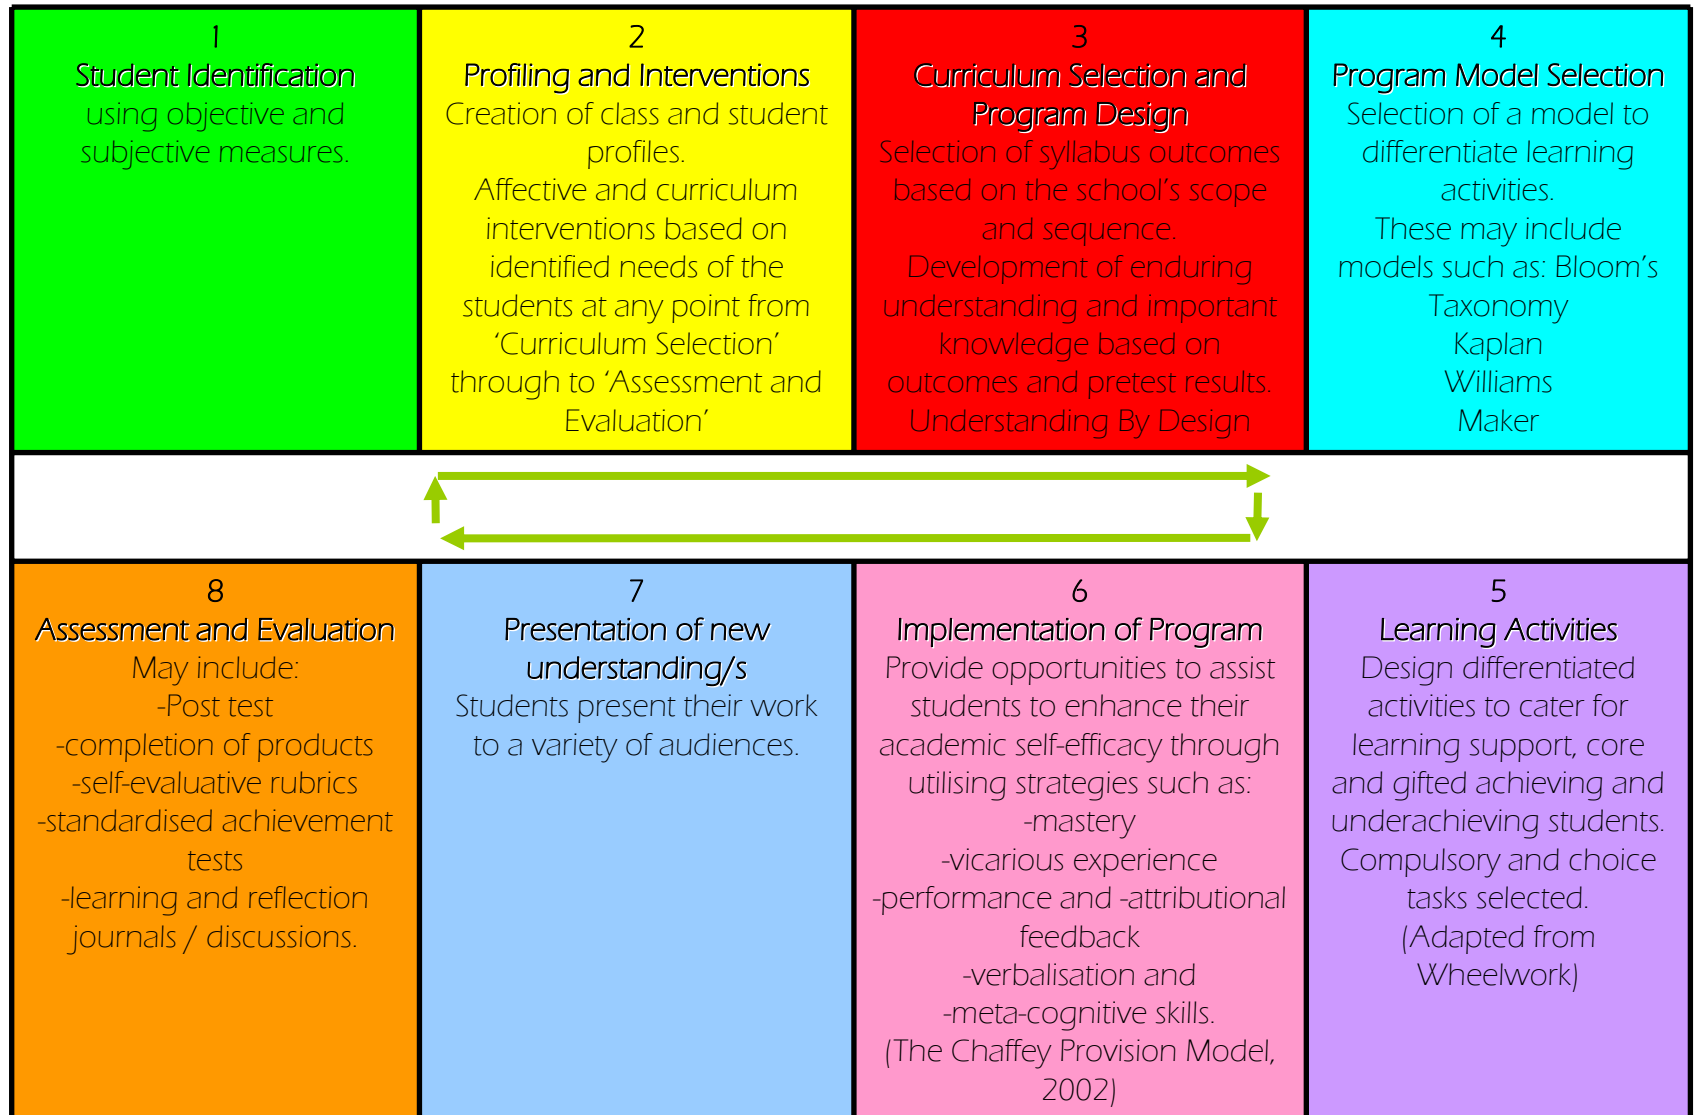 1
Student Identification
using objective and
subjective measures.
2
Profiling and Interventions
Creation of class and student
profiles.
Affective and curriculum
interventions based on
identified needs of the
students at any point from
‘Curriculum Selection’
through to ‘Assessment and
Evaluation’
3
Curriculum Selection and
Program Design
Selection of syllabus outcomes
based on the school’s scope
and sequence.
Development of enduring
understanding and important
knowledge based on
outcomes and pretest results.
Understanding By Design
4
Program Model Selection
Selection of a model to
differentiate learning
activities.
These may include
models such as: Bloom’s
Taxonomy
Kaplan
Williams
Maker
8
Assessment and Evaluation
May include:
-Post test
-completion of products
-self-evaluative rubrics
-standardised achievement
tests
-learning and reflection
journals / discussions.
7
Presentation of new
understanding/s
Students present their work
to a variety of audiences.
6
Implementation of Program
Provide opportunities to assist
students to enhance their
academic self-efficacy through
utilising strategies such as:
-mastery
-vicarious experience
-performance and -attributional
feedback
-verbalisation and
-meta-cognitive skills.
(The Chaffey Provision Model,
2002)
5
Learning Activities
Design differentiated
activities to cater for
learning support, core
and gifted achieving and
underachieving students.
Compulsory and choice
tasks selected.
(Adapted from
Wheelwork)